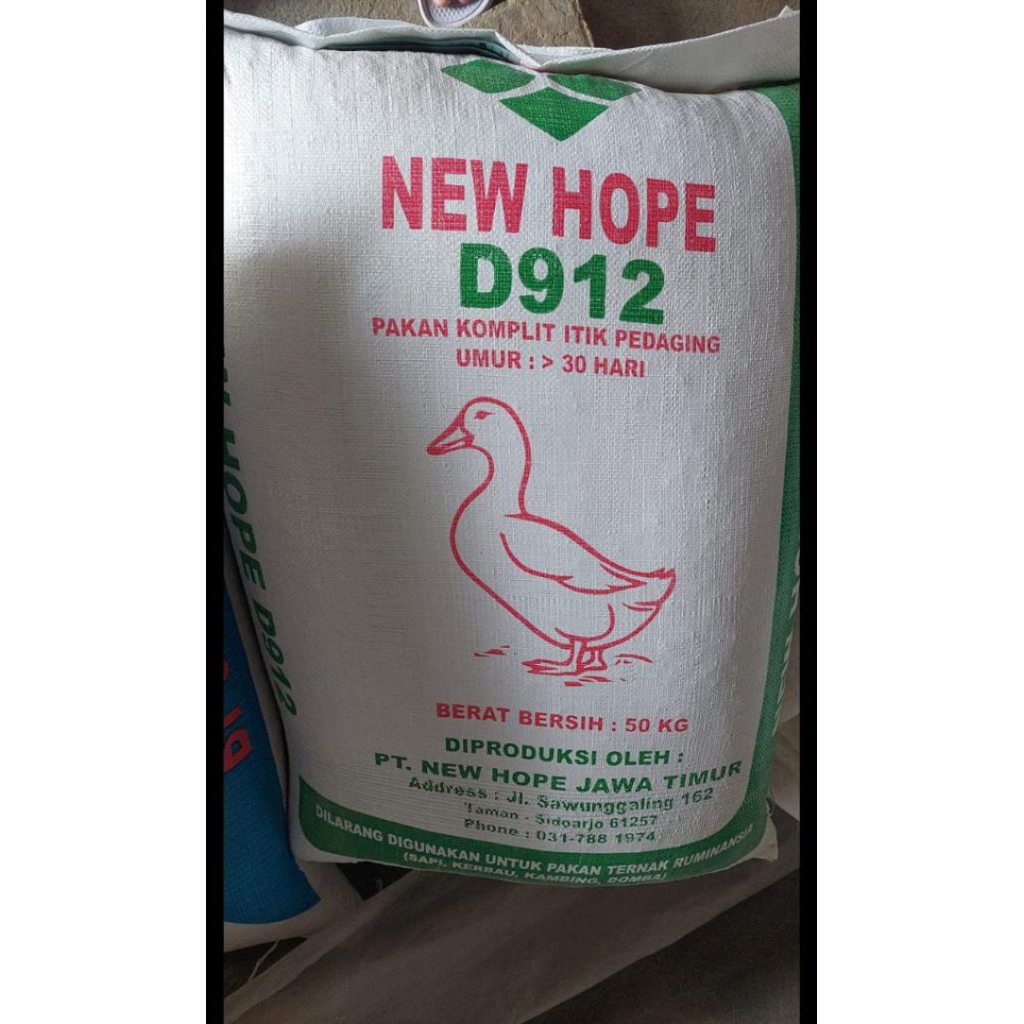 NEW HOPE
D912
PAKAN KOMPLIT ITIK PEDAGING
UMUR : > 30 HARI
BERAT BERSIH : 50 KG
DIPRODUKSI OLEH :
PT. NEW HOPE JAWA TIMUR
Address : Jl. Sawunggaling 162
Taman - Sidoarjo 61257
Phone : 031-788 1974
DILARANG DIGUNAKAN UNTUK PAKAN TERNAK RUMINANSIA
(SAPI, KERBAU, KAMBING, DOMBA)
HOPE D912